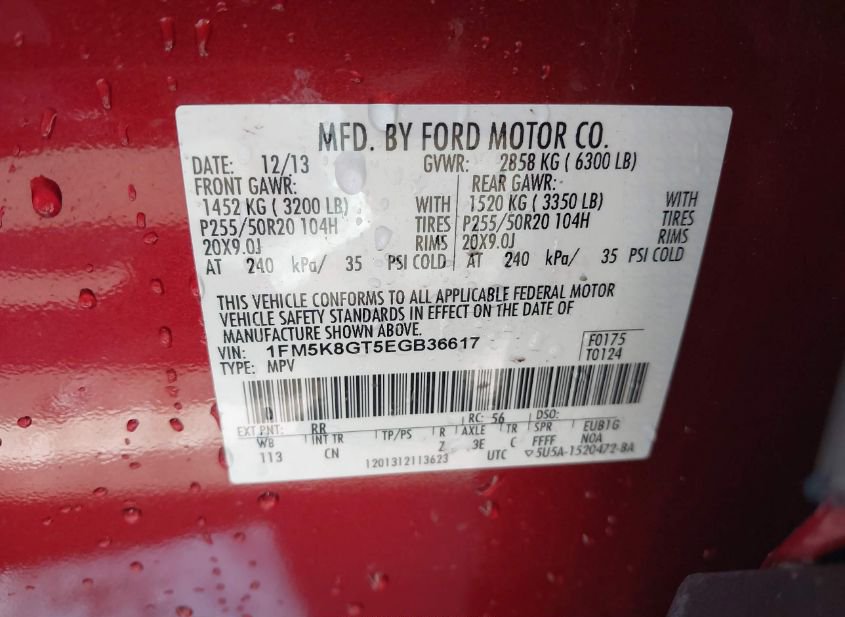 MFD. BY FORD MOTOR CO.
DATE: 12/13 GVWR: 2858 KG ( 6300 LB)
FRONT GAWR: REAR GAWR:
1452 KG ( 3200 LB) WITH 1520 KG ( 3350 LB) WITH
P255/50R20 104H TIRES P255/50R20 104H TIRES
20X9.0J RIMS 20X9.0J RIMS
AT 240 kPa/ 35 PSI COLD AT 240 kPa/ 35 PSI COLD
THIS VEHICLE CONFORMS TO ALL APPLICABLE FEDERAL MOTOR
VEHICLE SAFETY STANDARDS IN EFFECT ON THE DATE OF
MANUFACTURE SHOWN ABOVE.
VIN: 1FM5K8GT5EGB36617 F0175
TYPE: MPV T0124
EXT PNT: RR RC: 56 DSO:
WB INT TR TP/PS R AXLE TR SPR EUB1G
113 CN Z 3E C FFFF N0A
1201312113623 UTC ▽5U5A-1520472-BA